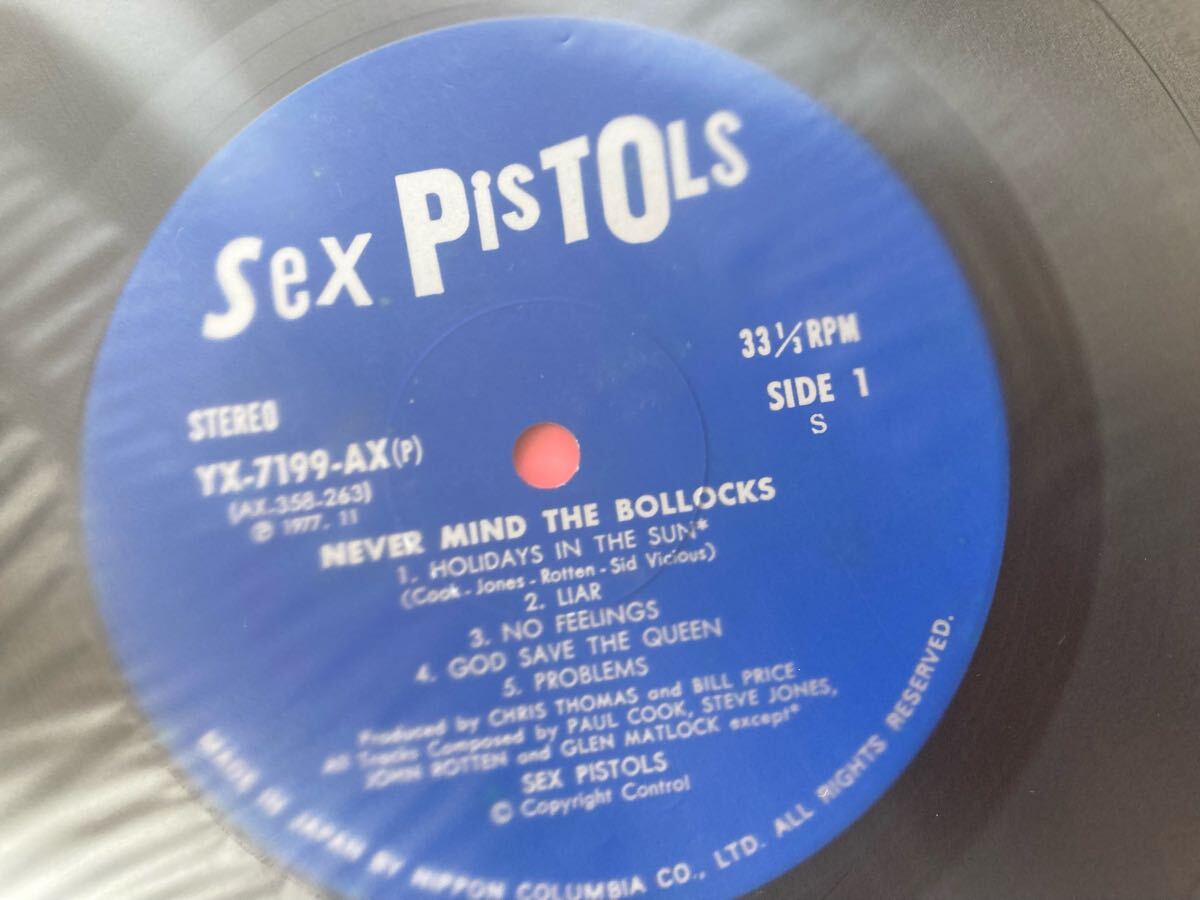 Sex PisTOLs
STEREO
YX-7199-AX(P)
(AX-358-263)
℗ 1977. 11
33 1/3 RPM
SIDE 1
S
NEVER MIND THE BOLLOCKS
1. HOLIDAYS IN THE SUN*
(Cook - Jones - Rotten - Sid Vicious)
2. LIAR
3. NO FEELINGS
4. GOD SAVE THE QUEEN
5. PROBLEMS
Produced by CHRIS THOMAS and BILL PRICE
All Tracks Composed by PAUL COOK, STEVE JONES,
JOHN ROTTEN and GLEN MATLOCK except*
SEX PISTOLS
© Copyright Control
MADE IN JAPAN BY NIPPON COLUMBIA CO., LTD. ALL RIGHTS RESERVED.